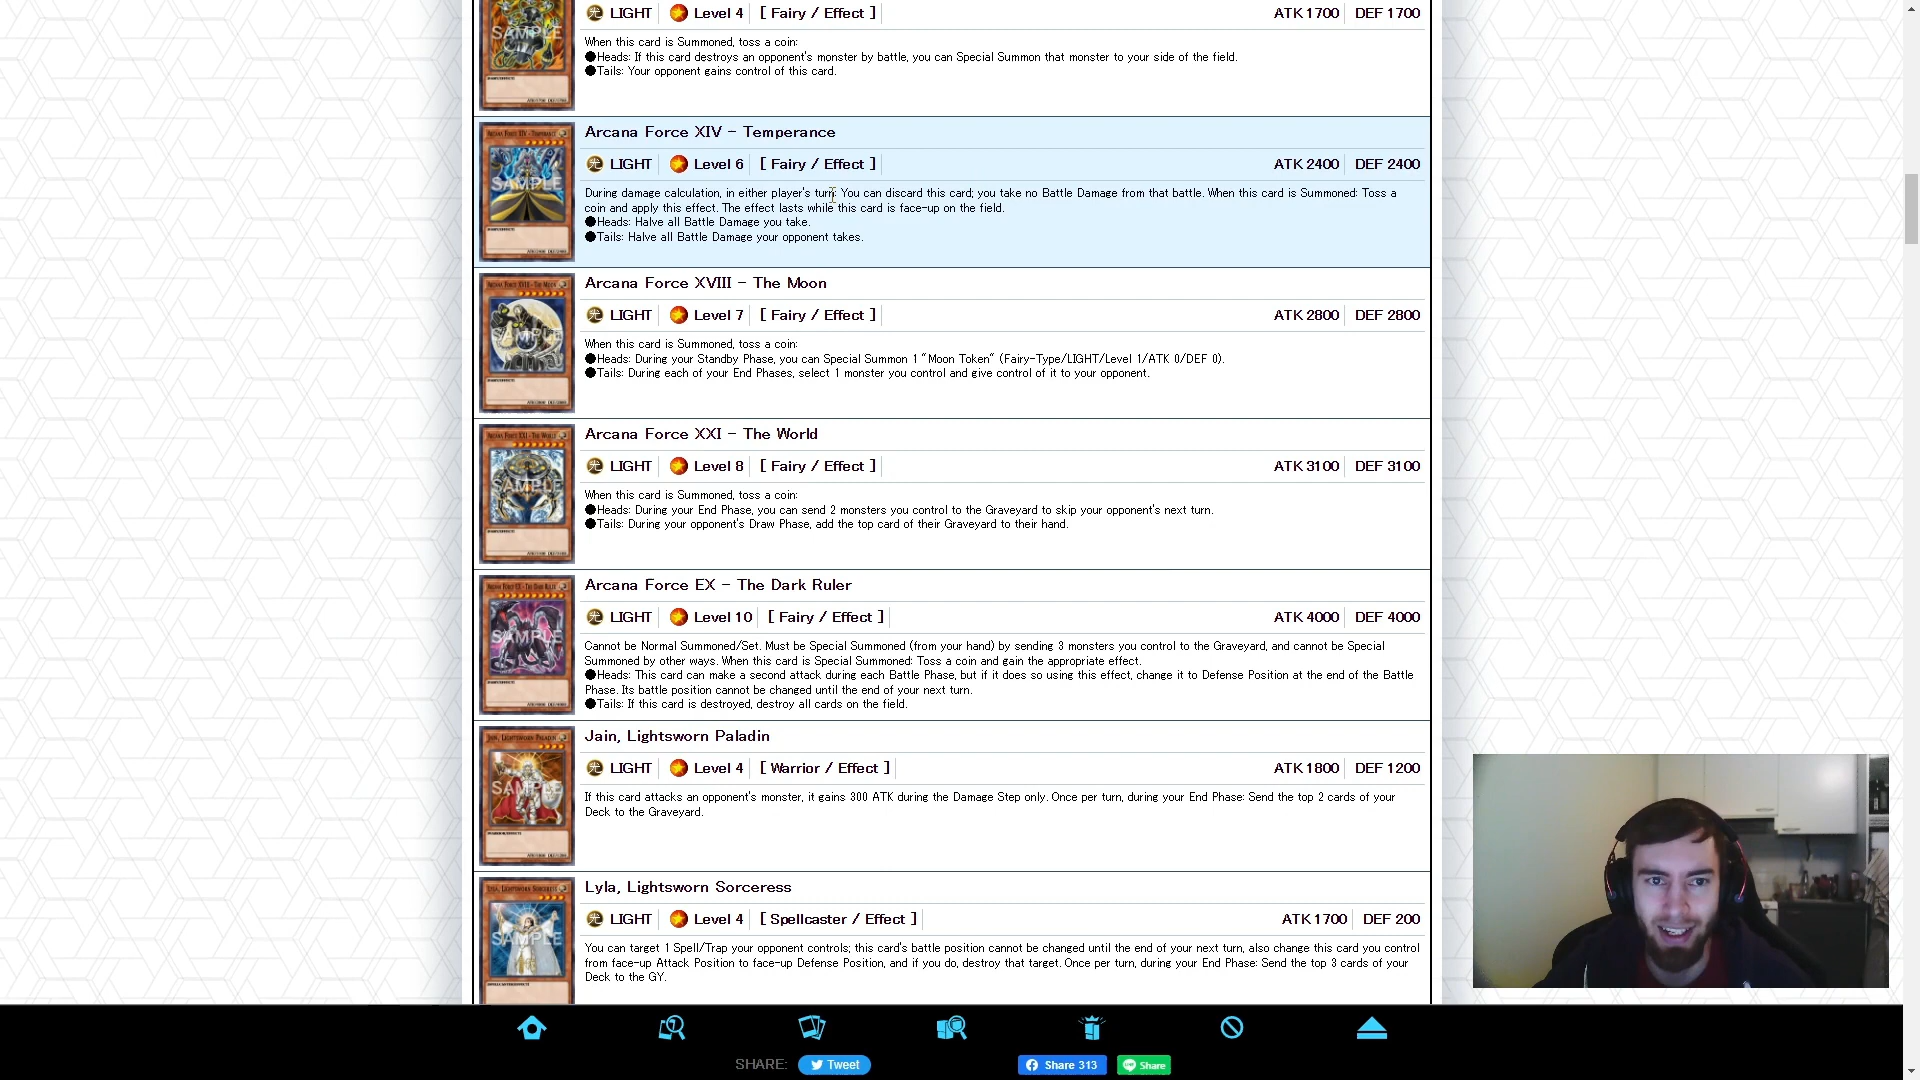 LIGHT Level 4 [ Fairy / Effect ] ATK 1700 DEF 1700
When this card is Summoned, toss a coin:
●Heads: If this card destroys an opponent's monster by battle, you can Special Summon that monster to your side of the field.
●Tails: Your opponent gains control of this card.
Arcana Force XIV - Temperance
光 LIGHT Level 6 [ Fairy / Effect ] ATK 2400 DEF 2400
During damage calculation, in either player's turn: You can discard this card; you take no Battle Damage from that battle. When this card is Summoned: Toss a
coin and apply this effect. The effect lasts while this card is face-up on the field.
●Heads: Halve all Battle Damage you take.
●Tails: Halve all Battle Damage your opponent takes.
SAMPLE
Arcana Force XVIII - The Moon
光 LIGHT Level 7 [ Fairy / Effect ] ATK 2800 DEF 2800
When this card is Summoned, toss a coin:
●Heads: During your Standby Phase, you can Special Summon 1 "Moon Token" (Fairy-Type/LIGHT/Level 1/ATK 0/DEF 0).
●Tails: During each of your End Phases, select 1 monster you control and give control of it to your opponent.
SAMPLE
Arcana Force XXI - The World
光 LIGHT Level 8 [ Fairy / Effect ] ATK 3100 DEF 3100
When this card is Summoned, toss a coin:
●Heads: During your End Phase, you can send 2 monsters you control to the Graveyard to skip your opponent's next turn.
●Tails: During your opponent's Draw Phase, add the top card of their Graveyard to their hand.
SAMPLE
Arcana Force EX - The Dark Ruler
光 LIGHT Level 10 [ Fairy / Effect ] ATK 4000 DEF 4000
Cannot be Normal Summoned/Set. Must be Special Summoned (from your hand) by sending 3 monsters you control to the Graveyard, and cannot be Special
Summoned by other ways. When this card is Special Summoned: Toss a coin and gain the appropriate effect.
●Heads: This card can make a second attack during each Battle Phase, but if it does so using this effect, change it to Defense Position at the end of the Battle
Phase. Its battle position cannot be changed until the end of your next turn.
●Tails: If this card is destroyed, destroy all cards on the field.
SAMPLE
Jain, Lightsworn Paladin
光 LIGHT Level 4 [ Warrior / Effect ] ATK 1800 DEF 1200
If this card attacks an opponent's monster, it gains 300 ATK during the Damage Step only. Once per turn, during your End Phase: Send the top 2 cards of your
Deck to the Graveyard.
SAMPLE
Lyla, Lightsworn Sorceress
光 LIGHT Level 4 [ Spellcaster / Effect ] ATK 1700 DEF 200
You can target 1 Spell/Trap your opponent controls; this card's battle position cannot be changed until the end of your next turn, also change this card you control
from face-up Attack Position to face-up Defense Position, and if you do, destroy that target. Once per turn, during your End Phase: Send the top 3 cards of your
Deck to the GY.
SAMPLE
SHARE: Tweet Share 313 Share